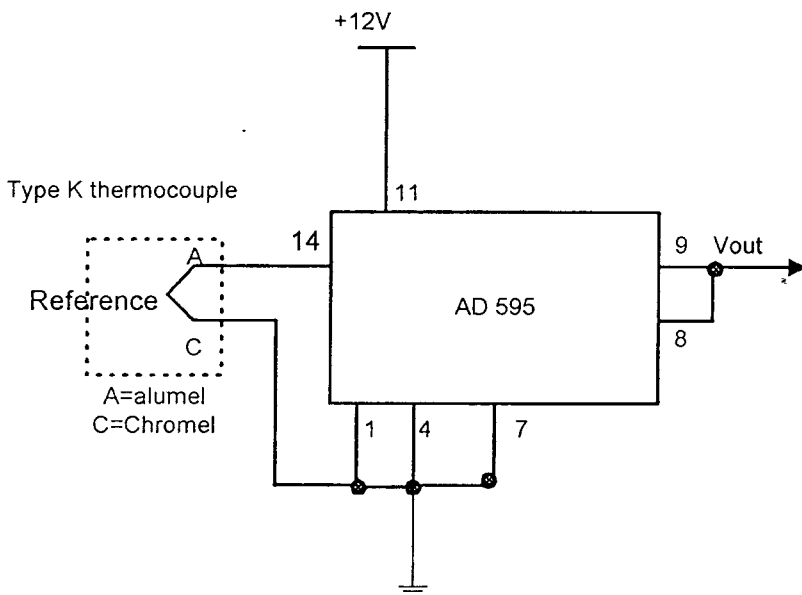 +12V
Type K thermocouple
11
14
9
Vout
A
Reference
AD 595
8
C
A=alumel
C=Chromel
1
4
7